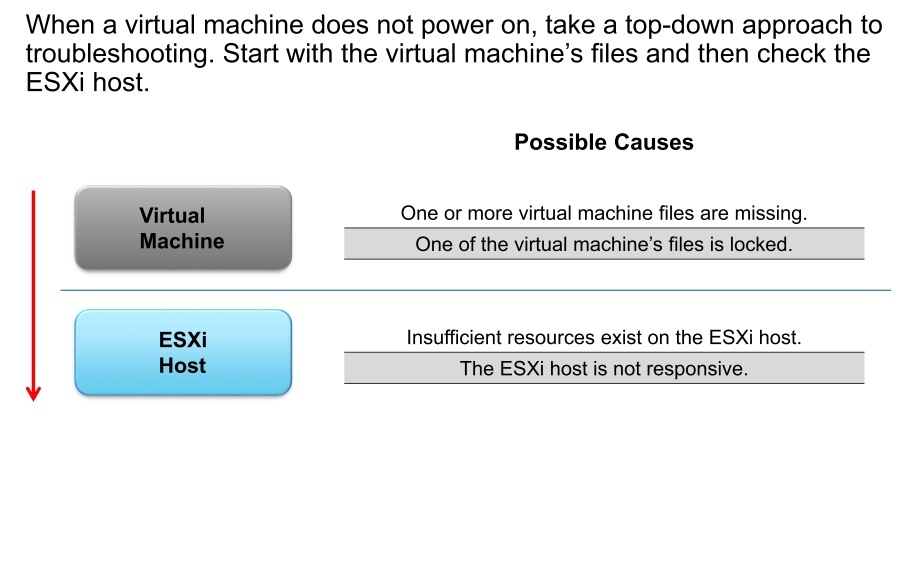 When a virtual machine does not power on, take a top-down approach to
troubleshooting. Start with the virtual machine’s files and then check the
ESXi host.
Possible Causes
Virtual
Machine
One or more virtual machine files are missing.
One of the virtual machine’s files is locked.
ESXi
Host
Insufficient resources exist on the ESXi host.
The ESXi host is not responsive.